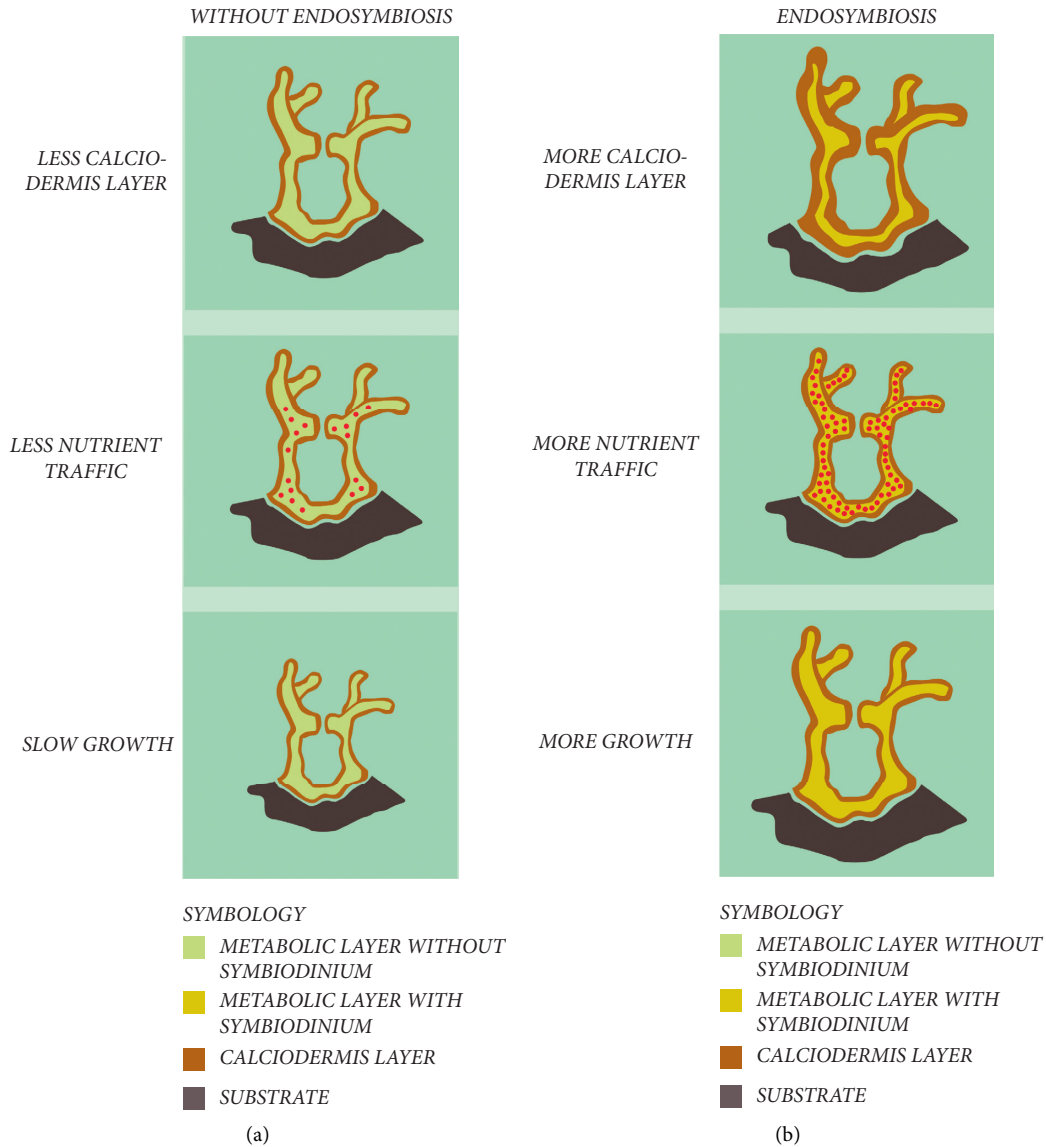 WITHOUT ENDOSYMBIOSIS
LESS CALCIO-
DERMIS LAYER
LESS NUTRIENT
TRAFFIC
SLOW GROWTH
SYMBOLOGY
METABOLIC LAYER WITHOUT
SYMBIODINIUM
METABOLIC LAYER WITH
SYMBIODINIUM
CALCIODERMIS LAYER
SUBSTRATE
(a)
ENDOSYMBIOSIS
MORE CALCIO-
DERMIS LAYER
MORE NUTRIENT
TRAFFIC
MORE GROWTH
SYMBOLOGY
METABOLIC LAYER WITHOUT
SYMBIODINIUM
METABOLIC LAYER WITH
SYMBIODINIUM
CALCIODERMIS LAYER
SUBSTRATE
(b)